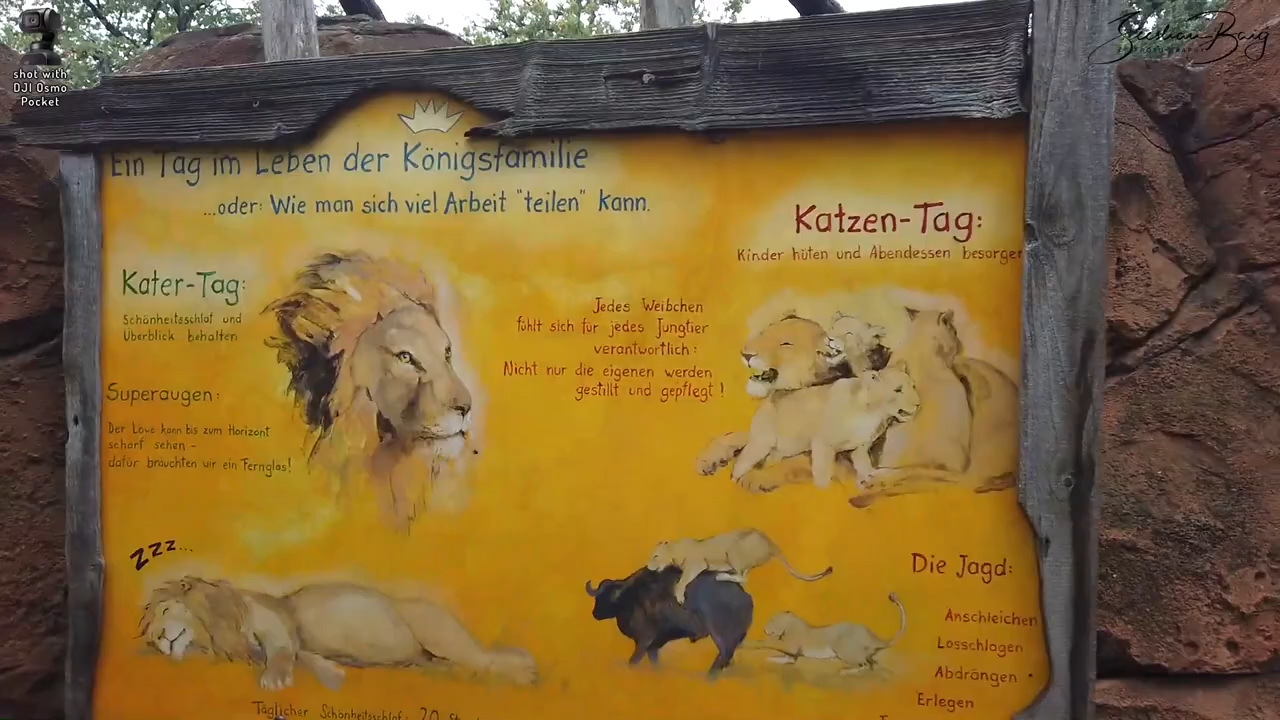 shot with
DJI Osmo
Pocket
Ein Tag im Leben der Königsfamilie
...oder: Wie man sich viel Arbeit "teilen" kann.
Kater-Tag:
Schönheitsschlaf und
Überblick behalten
Superaugen:
Der Löwe kann bis zum Horizont
scharf sehen -
dafür bräuchten wir ein Fernglas!
Jedes Weibchen
fühlt sich für jedes Jungtier
verantwortlich:
Nicht nur die eigenen werden
gestillt und gepflegt!
Katzen-Tag:
Kinder hüten und Abendessen besorgen
zzz...
Die Jagd:
Anschleichen
Losschlagen
Abdrängen
Erlegen
Täglicher Schönheitsschlaf: 20